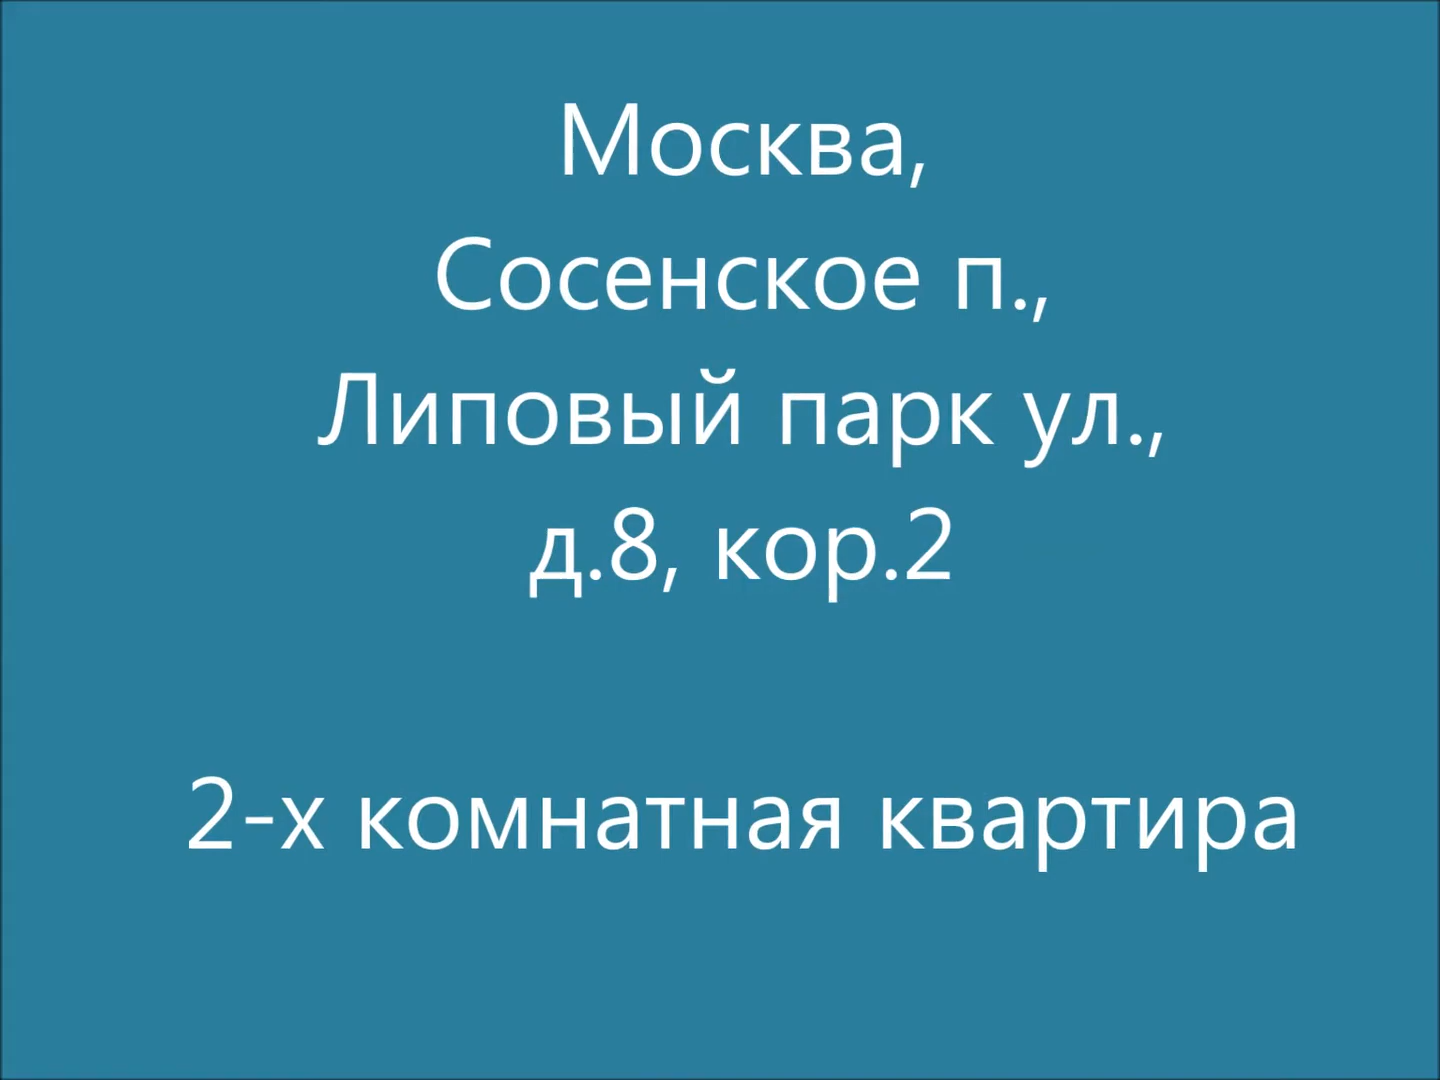 Москва,
Сосенское п.,
Липовый парк ул.,
д.8, кор.2
2-х комнатная квартира